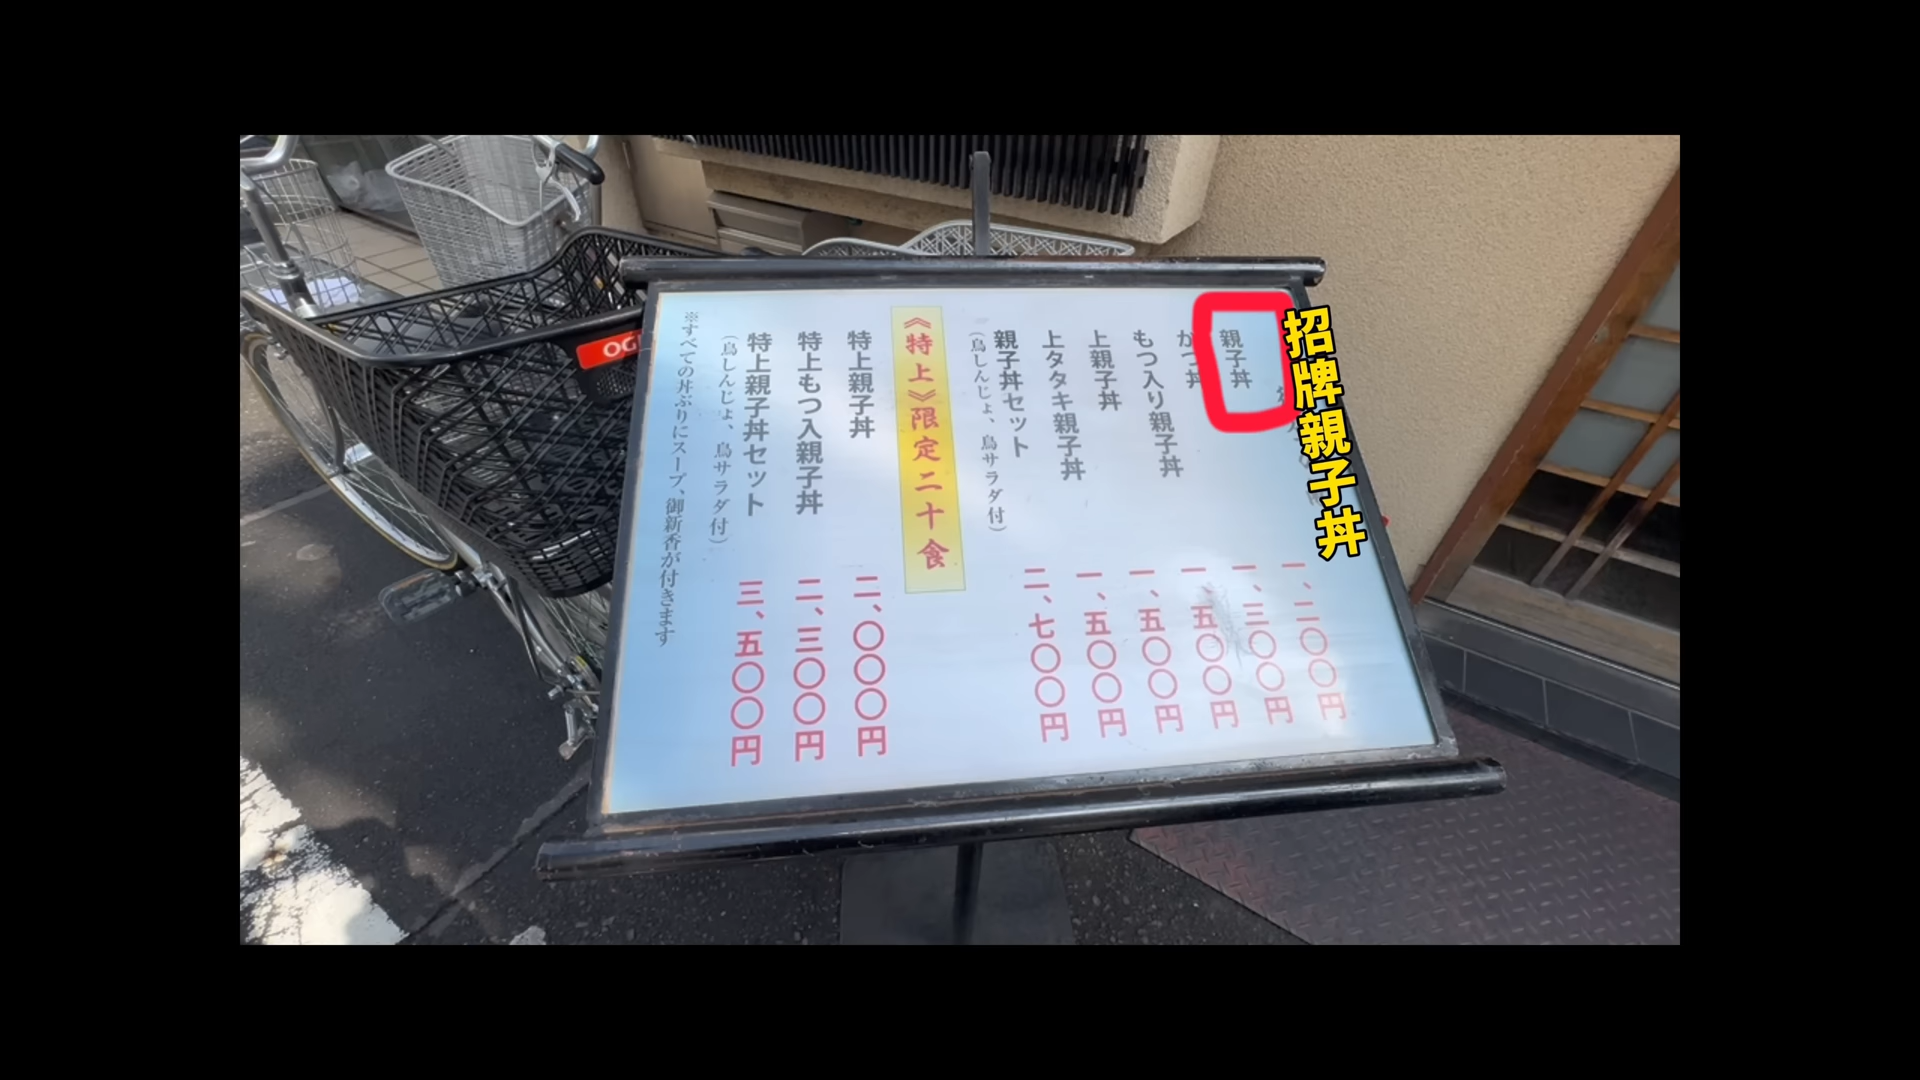 招牌親子丼
親子丼
かつ丼
もつ入り親子丼
上親子丼
上タタキ親子丼
親子丼セット
(鳥しんじょ、鳥サラダ付)
一、二〇〇円
一、三〇〇円
一、五〇〇円
一、五〇〇円
一、五〇〇円
二、七〇〇円
《特上》限定二十食
特上親子丼
特上もつ入親子丼
特上親子丼セット
(鳥しんじょ、鳥サラダ付)
二、〇〇〇円
二、三〇〇円
三、五〇〇円
※すべての丼ぶりにスープ、御新香が付きます
OG